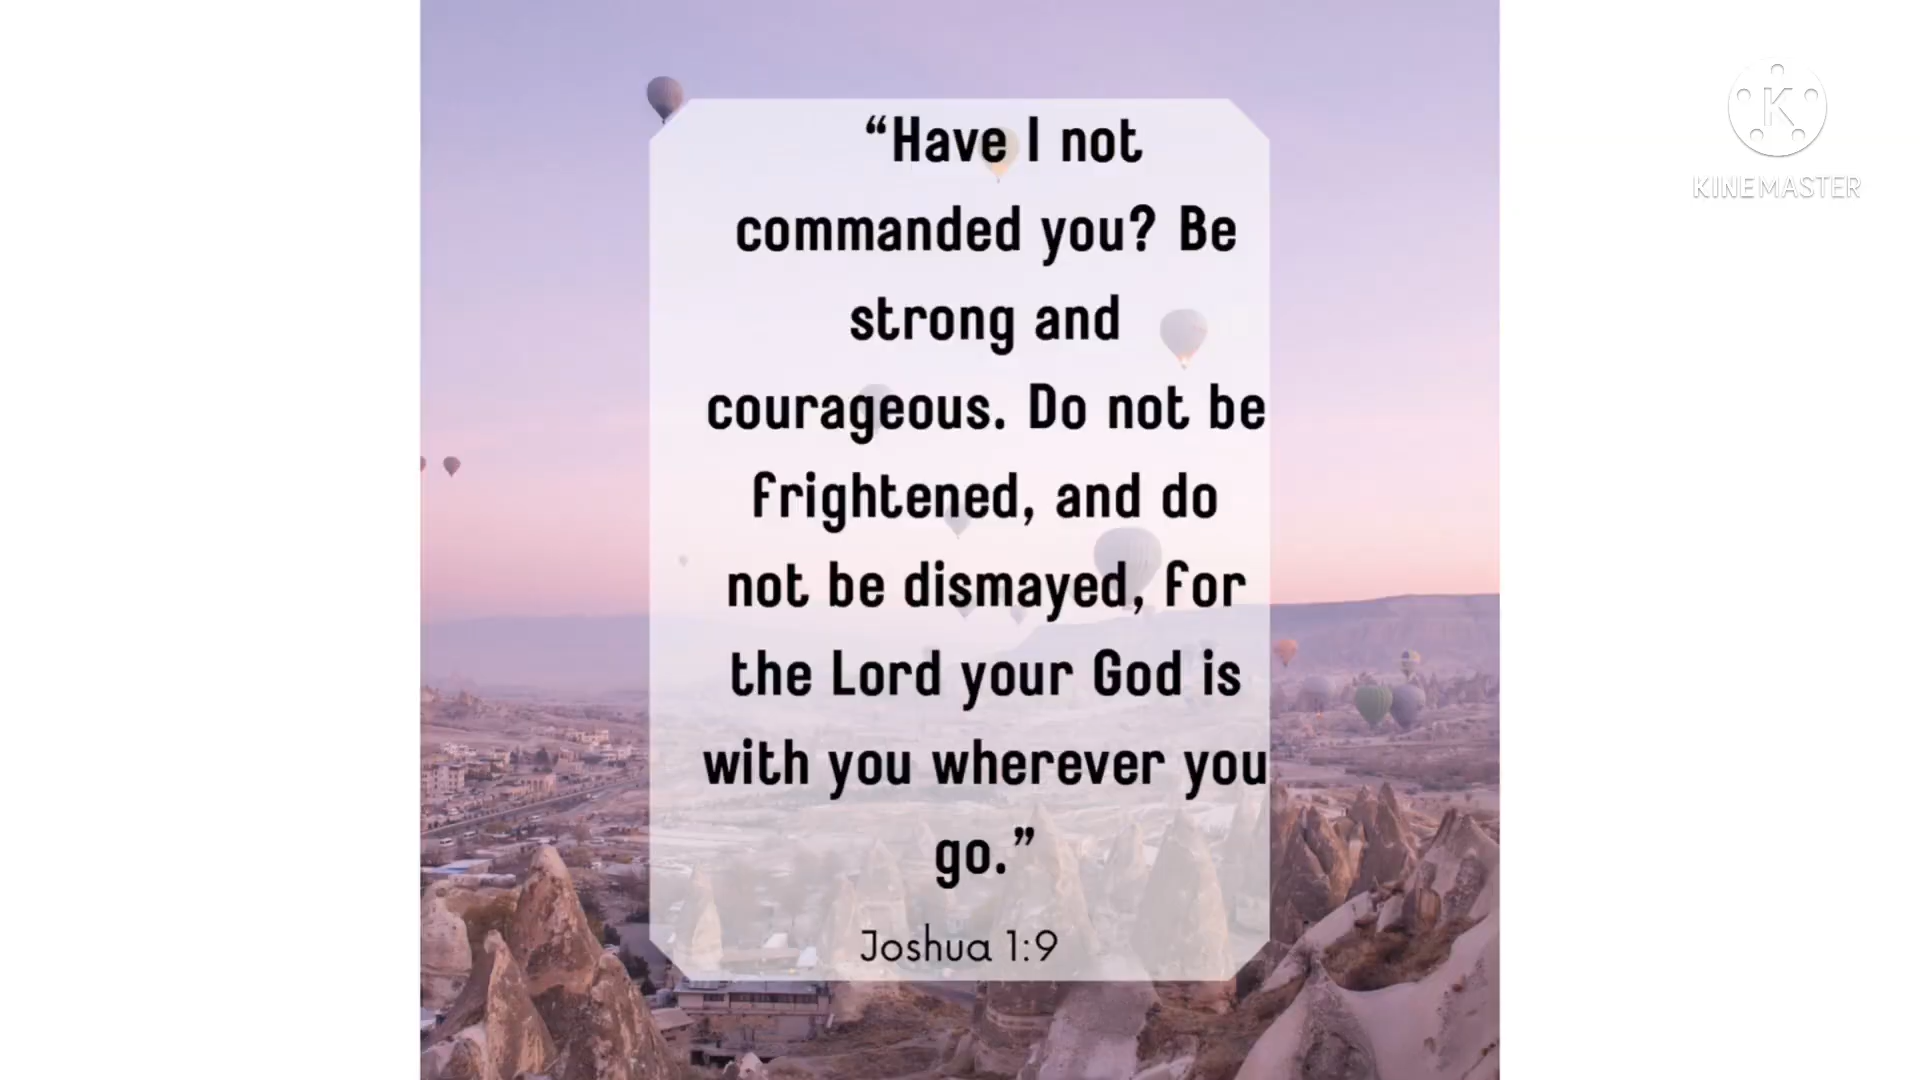 “Have I not
commanded you? Be
strong and
courageous. Do not be
frightened, and do
not be dismayed, for
the Lord your God is
with you wherever you
go.”
Joshua 1:9
K
KINEMASTER